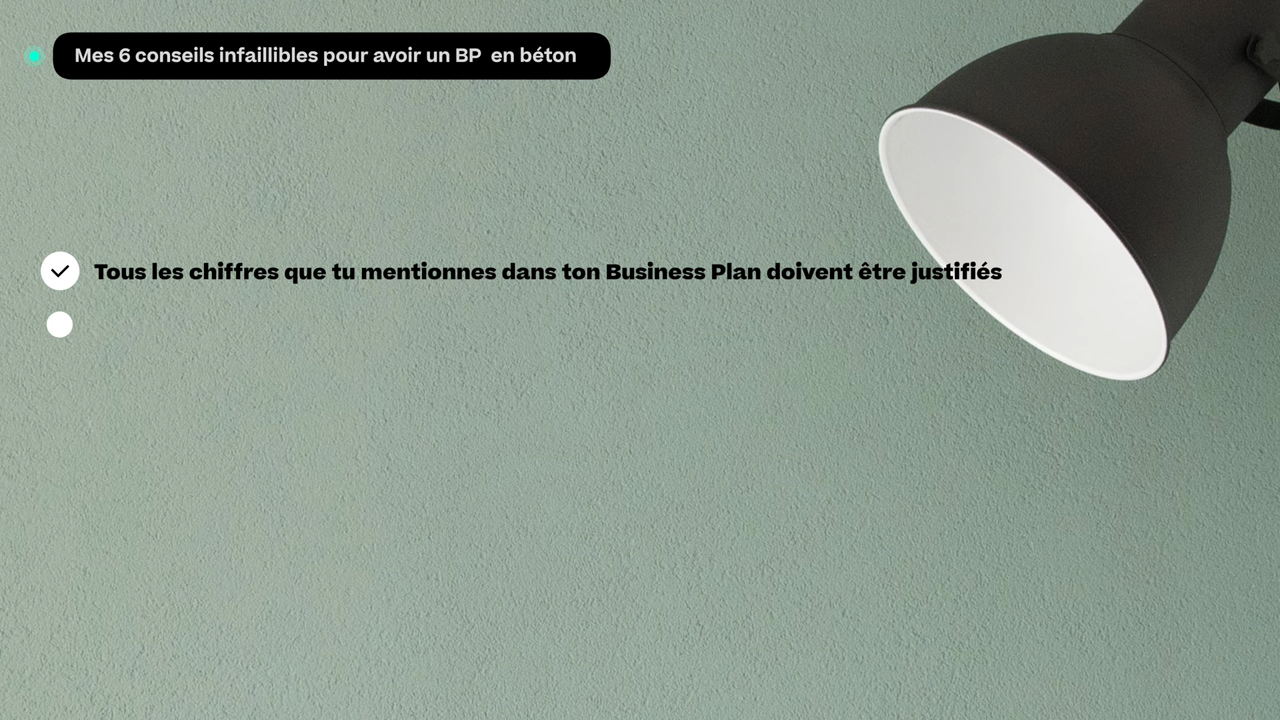 Mes 6 conseils infaillibles pour avoir un BP en béton
Tous les chiffres que tu mentionnes dans ton Business Plan doivent être justifiés